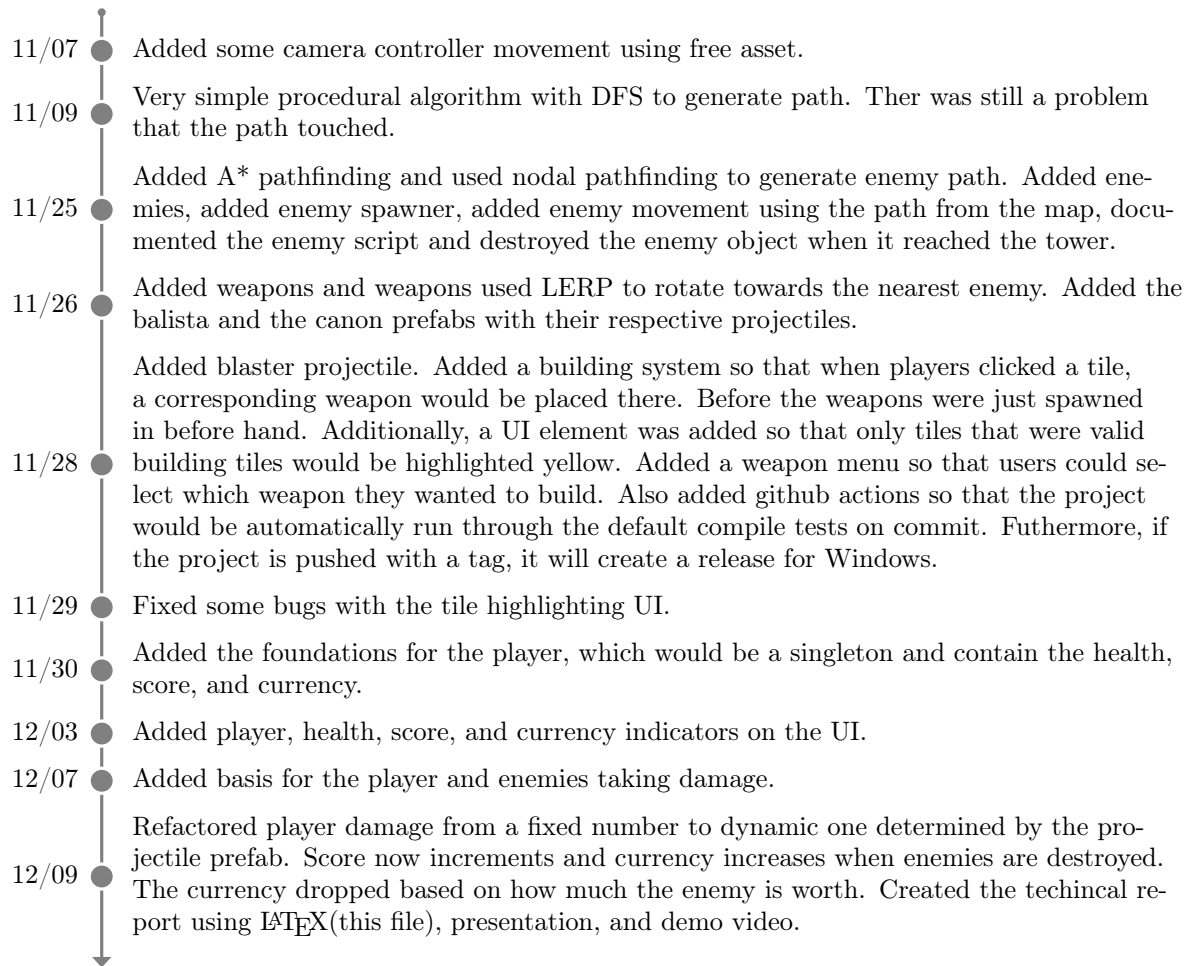 11/07 Added some camera controller movement using free asset.
Very simple procedural algorithm with DFS to generate path. Ther was still a problem
11/09 that the path touched.
Added A* pathfinding and used nodal pathfinding to generate enemy path. Added ene-
11/25 mies, added enemy spawner, added enemy movement using the path from the map, docu-
mented the enemy script and destroyed the enemy object when it reached the tower.
Added weapons and weapons used LERP to rotate towards the nearest enemy. Added the
11/26 balista and the canon prefabs with their respective projectiles.
Added blaster projectile. Added a building system so that when players clicked a tile,
a corresponding weapon would be placed there. Before the weapons were just spawned
in before hand. Additionally, a UI element was added so that only tiles that were valid
11/28 building tiles would be highlighted yellow. Added a weapon menu so that users could se-
lect which weapon they wanted to build. Also added github actions so that the project
would be automatically run through the default compile tests on commit. Futhermore, if
the project is pushed with a tag, it will create a release for Windows.
11/29 Fixed some bugs with the tile highlighting UI.
Added the foundations for the player, which would be a singleton and contain the health,
11/30 score, and currency.
12/03 Added player, health, score, and currency indicators on the UI.
12/07 Added basis for the player and enemies taking damage.
Refactored player damage from a fixed number to dynamic one determined by the pro-
jectile prefab. Score now increments and currency increases when enemies are destroyed.
12/09 The currency dropped based on how much the enemy is worth. Created the techincal re-
port using LATEX(this file), presentation, and demo video.